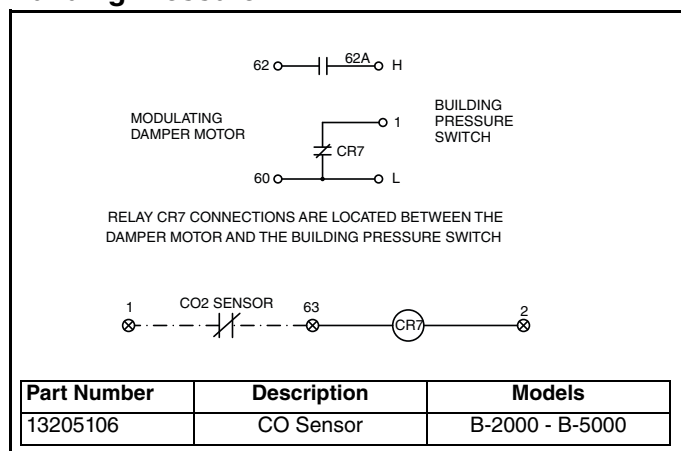 62 62A H
MODULATING
DAMPER MOTOR
1
BUILDING
PRESSURE
SWITCH
CR7
60 L
RELAY CR7 CONNECTIONS ARE LOCATED BETWEEN THE
DAMPER MOTOR AND THE BUILDING PRESSURE SWITCH
1 CO2 SENSOR 63 2
CR7
Part Number Description Models
13205106 CO Sensor B-2000 - B-5000